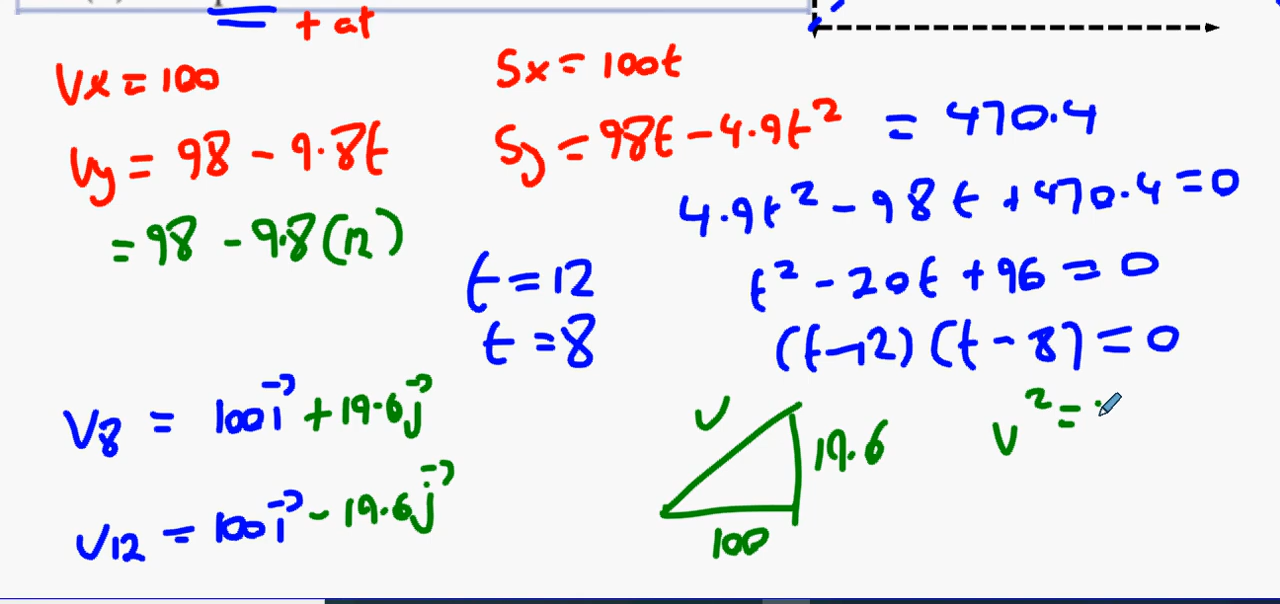 + at
Vx = 100
Sx = 100t
Vy = 98 - 9.8t
Sy = 98t - 4.9t² = 470.4
= 98 - 9.8(12)
4.9t² - 98t + 470.4 = 0
t = 12
t² - 20t + 96 = 0
t = 8
(t-12)(t-8) = 0
V8 = 100i⃗ + 19.6j⃗
V
19.6
V² =
V12 = 100i⃗ - 19.6j⃗
100